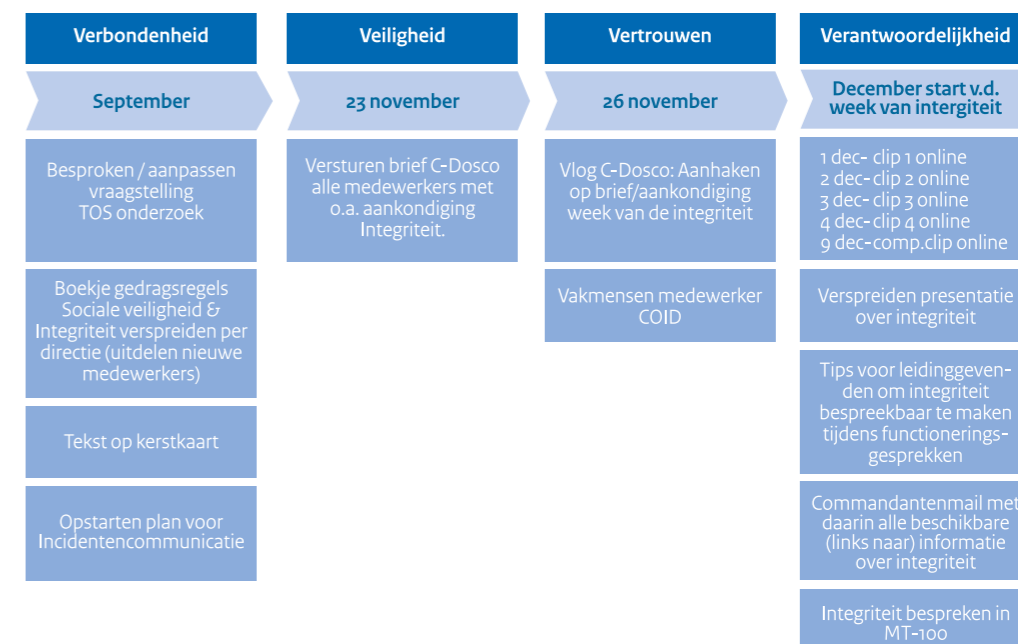 Verbondenheid
September
Besproken / aanpassen
vraagstelling
TOS onderzoek
Boekje gedragsregels
Sociale veiligheid &
Integriteit verspreiden per
directie (uitdelen nieuwe
medewerkers)
Tekst op kerstkaart
Opstarten plan voor
Incidentencommunicatie
Veiligheid
23 november
Versturen brief C-Dosco
alle medewerkers met
o.a. aankondiging
Integriteit.
Vertrouwen
26 november
Vlog C-Dosco: Aanhaken
op brief/aankondiging
week van de integriteit
Vakmensen medewerker
COID
Verantwoordelijkheid
December start v.d.
week van intergiteit
1 dec- clip 1 online
2 dec- clip 2 online
3 dec- clip 3 online
4 dec- clip 4 online
9 dec-comp.clip online
Verspreiden presentatie
over integriteit
Tips voor leidinggeven-
den om integriteit
bespreekbaar te maken
tijdens functionerings-
gesprekken
Commandantenmail met
daarin alle beschikbare
(links naar) informatie
over integriteit
Integriteit bespreken in
MT-100